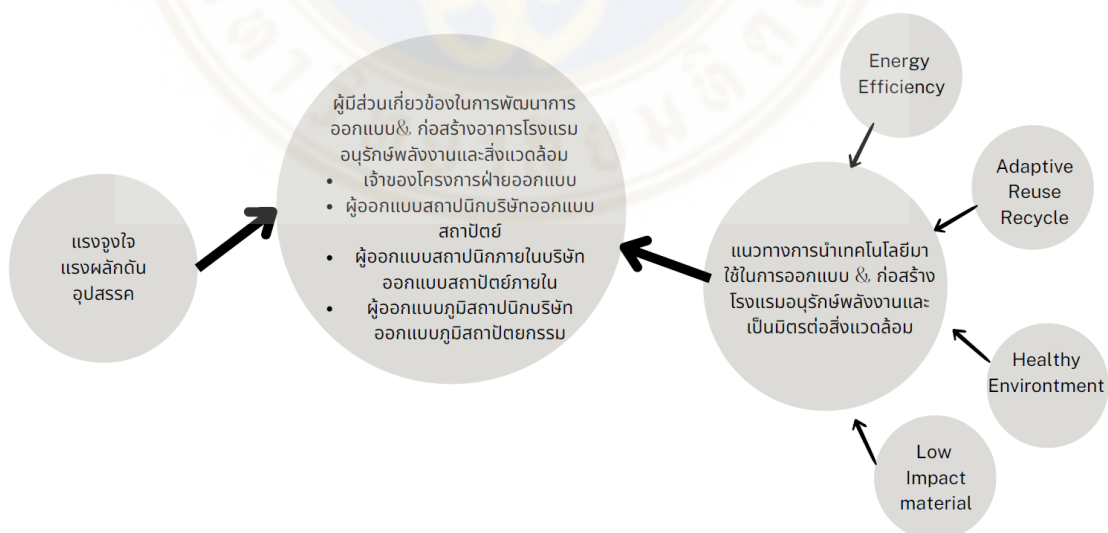 แรงจูงใจ
แรงผลักดัน
อุปสรรค
ผู้มีส่วนเกี่ยวข้องในการพัฒนาการ
ออกแบบ& ก่อสร้างอาคารโรงแรม
อนุรักษ์พลังงานและสิ่งแวดล้อม
• เจ้าของโครงการฝ่ายออกแบบ
• ผู้ออกแบบสถาปนิกบริษัทออกแบบ
สถาปัตย์
• ผู้ออกแบบสถาปนิกภายในบริษัท
ออกแบบสถาปัตย์ภายใน
• ผู้ออกแบบภูมิสถาปนิกบริษัท
ออกแบบภูมิสถาปัตยกรรม
แนวทางการนำเทคโนโลยีมา
ใช้ในการออกแบบ & ก่อสร้าง
โรงแรมอนุรักษ์พลังงานและ
เป็นมิตรต่อสิ่งแวดล้อม
Energy
Efficiency
Adaptive
Reuse
Recycle
Healthy
Environtment
Low
Impact
material